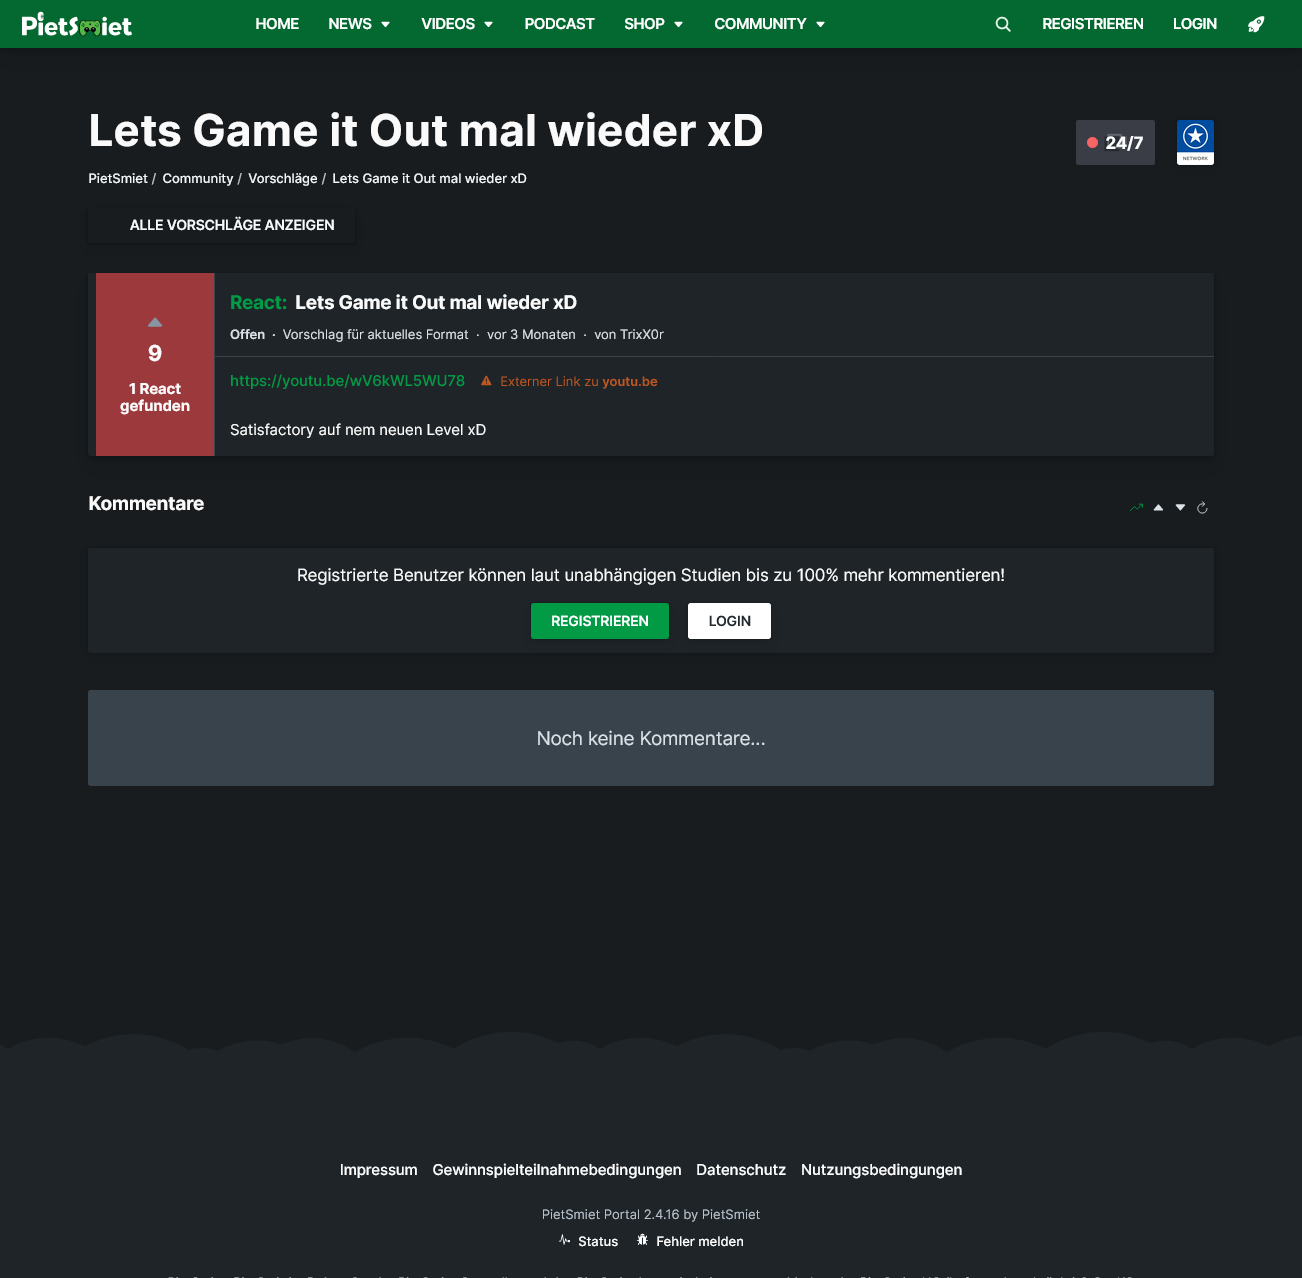 PietSmiet
HOME NEWS VIDEOS PODCAST SHOP COMMUNITY REGISTRIEREN LOGIN
Lets Game it Out mal wieder xD
24/7
NETWORK
PietSmiet / Community / Vorschläge / Lets Game it Out mal wieder xD
ALLE VORSCHLÄGE ANZEIGEN
9
1 React
gefunden
React: Lets Game it Out mal wieder xD
Offen · Vorschlag für aktuelles Format · vor 3 Monaten · von TrixX0r
https://youtu.be/wV6kWL5WU78 Externer Link zu youtu.be
Satisfactory auf nem neuen Level xD
Kommentare
Registrierte Benutzer können laut unabhängigen Studien bis zu 100% mehr kommentieren!
REGISTRIEREN LOGIN
Noch keine Kommentare...
Impressum Gewinnspielteilnahmebedingungen Datenschutz Nutzungsbedingungen
PietSmiet Portal 2.4.16 by PietSmiet
Status Fehler melden